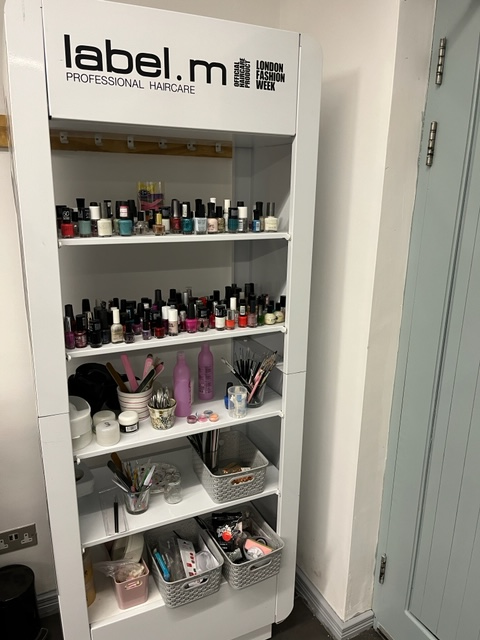 label.m
PROFESSIONAL HAIRCARE
OFFICIAL
HAIRCARE
PRODUCT
LONDON
FASHION
WEEK